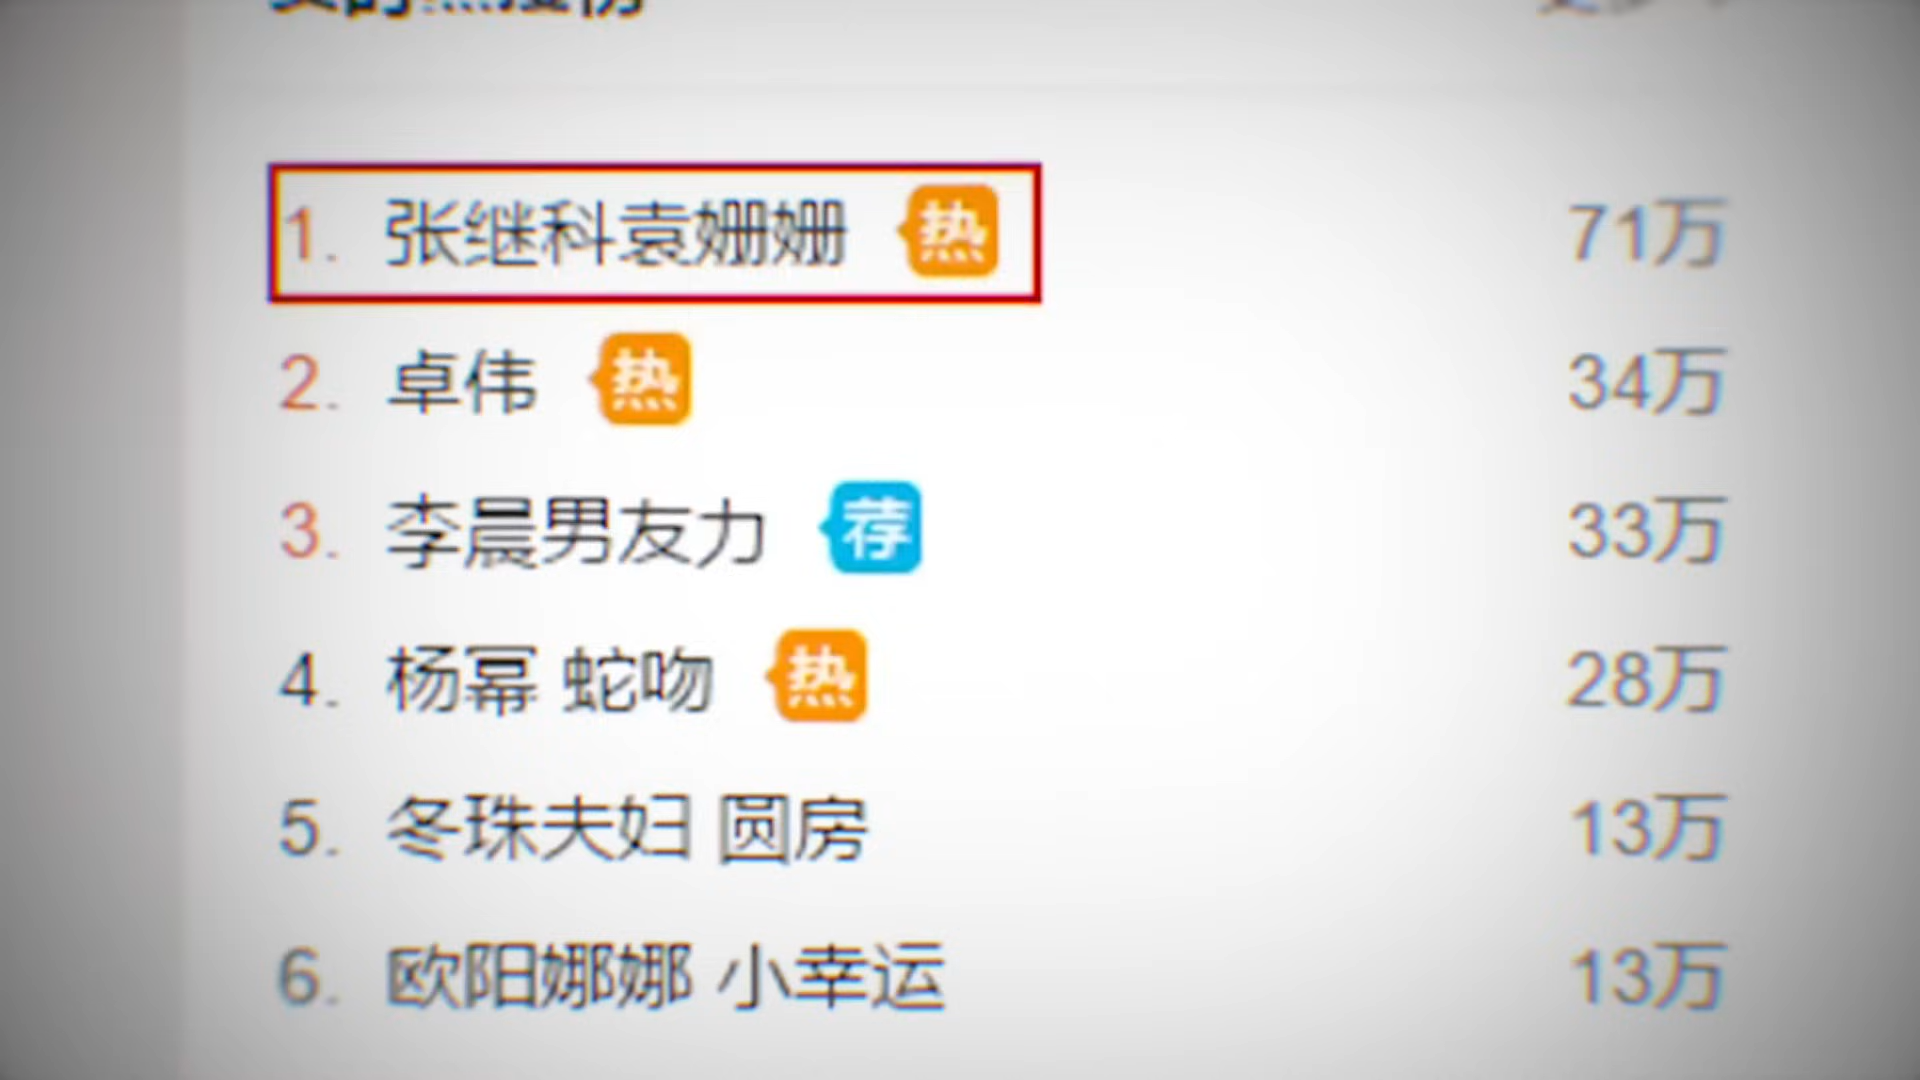 1. 张继科袁姗姗 热 71万
2. 卓伟 热 34万
3. 李晨男友力 荐 33万
4. 杨幂 蛇吻 热 28万
5. 冬珠夫妇 圆房 13万
6. 欧阳娜娜 小幸运 13万